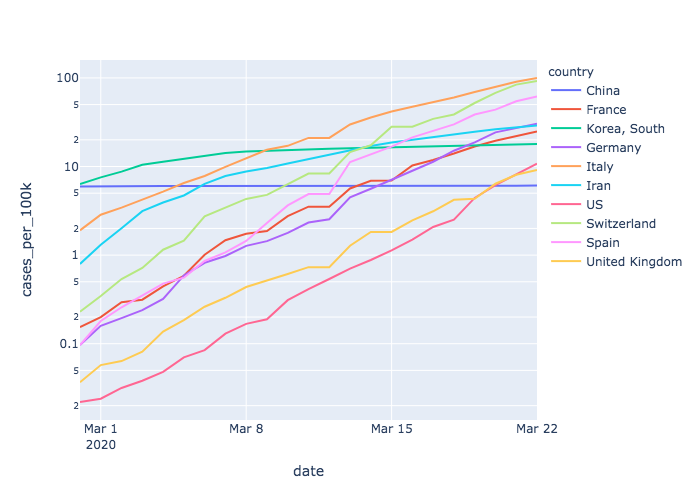 country
China
France
Korea, South
Germany
Italy
Iran
US
Switzerland
Spain
United Kingdom
cases_per_100k
100
5
2
10
5
2
1
5
2
0.1
5
2
Mar 1
2020
Mar 8
Mar 15
Mar 22
date